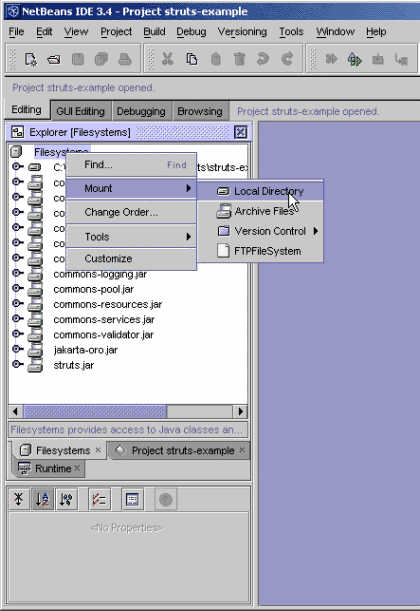 NetBeans IDE 3.4 - Project struts-example
File Edit View Project Build Debug Versioning Tools Window Help
Project struts-example opened.
Editing GUI Editing Debugging Browsing Project struts-example opened.
Explorer [Filesystems]
Filesystems
C:\ ts\struts-e
Find... Find
co
Mount
Local Directory
co
Change Order...
Archive Files
co
Tools
Version Control
co
Customize
FTPFileSystem
commons-logging.jar
commons-pool.jar
commons-resources.jar
commons-services.jar
commons-validator.jar
jakarta-oro.jar
struts.jar
Filesystems provides access to Java classes an...
Filesystems Project struts-example
Runtime
<No Properties>